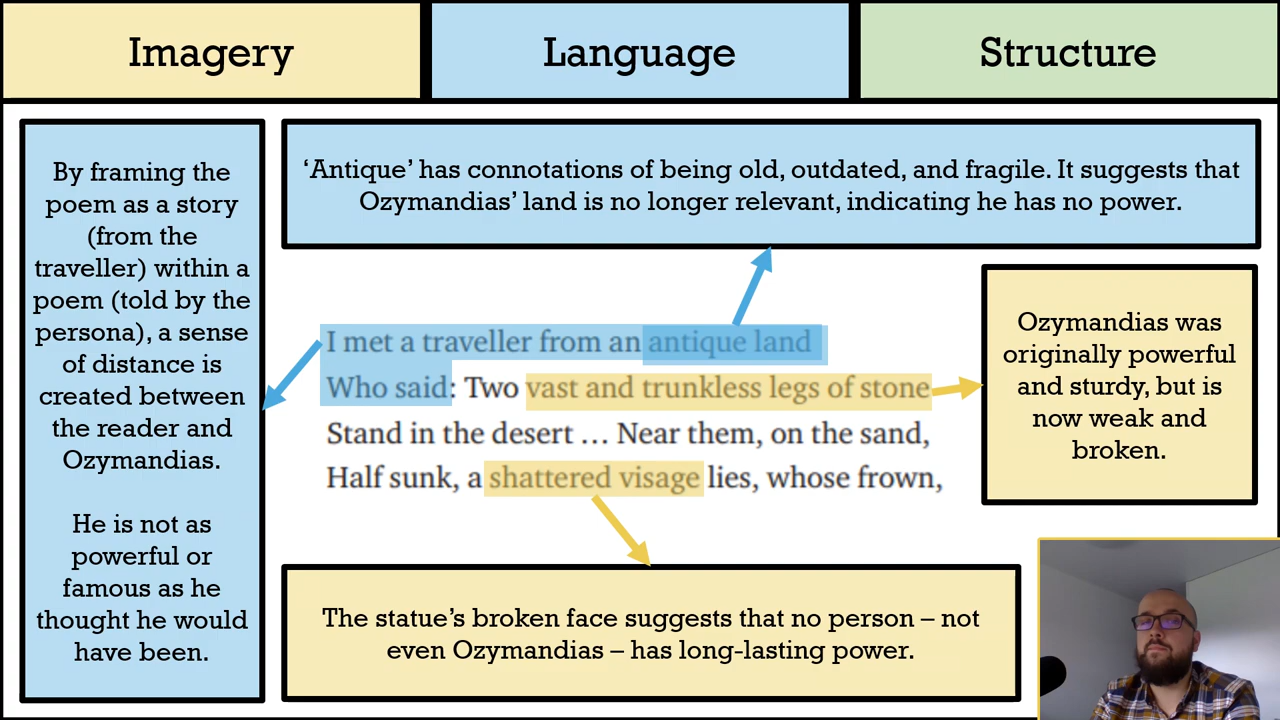 Imagery
Language
Structure
By framing the
poem as a story
(from the
traveller) within a
poem (told by the
persona), a sense
of distance is
created between
the reader and
Ozymandias.
He is not as
powerful or
famous as he
thought he would
have been.
‘Antique’ has connotations of being old, outdated, and fragile. It suggests that
Ozymandias’ land is no longer relevant, indicating he has no power.
I met a traveller from an antique land
Who said: Two vast and trunkless legs of stone
Stand in the desert … Near them, on the sand,
Half sunk, a shattered visage lies, whose frown,
Ozymandias was
originally powerful
and sturdy, but is
now weak and
broken.
The statue’s broken face suggests that no person – not
even Ozymandias – has long-lasting power.